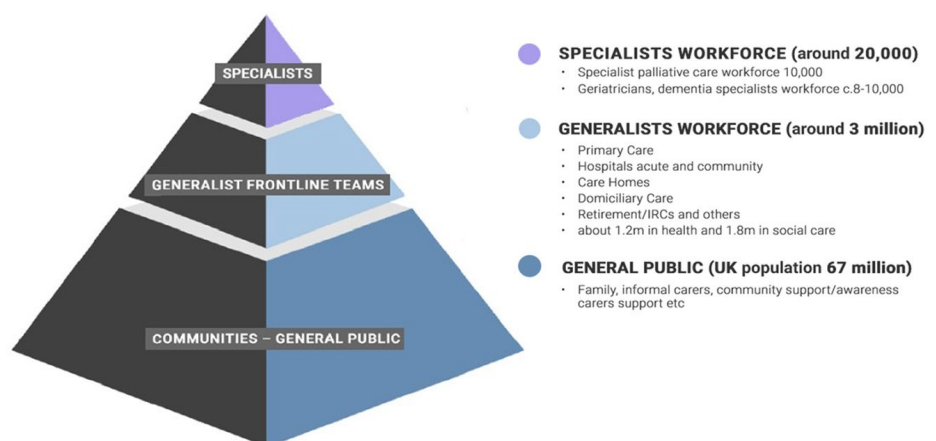 SPECIALISTS
GENERALIST FRONTLINE TEAMS
COMMUNITIES – GENERAL PUBLIC
SPECIALISTS WORKFORCE (around 20,000)
• Specialist palliative care workforce 10,000
• Geriatricians, dementia specialists workforce c.8-10,000
GENERALISTS WORKFORCE (around 3 million)
• Primary Care
• Hospitals acute and community
• Care Homes
• Domiciliary Care
• Retirement/IRCs and others
• about 1.2m in health and 1.8m in social care
GENERAL PUBLIC (UK population 67 million)
• Family, informal carers, community support/awareness
carers support etc